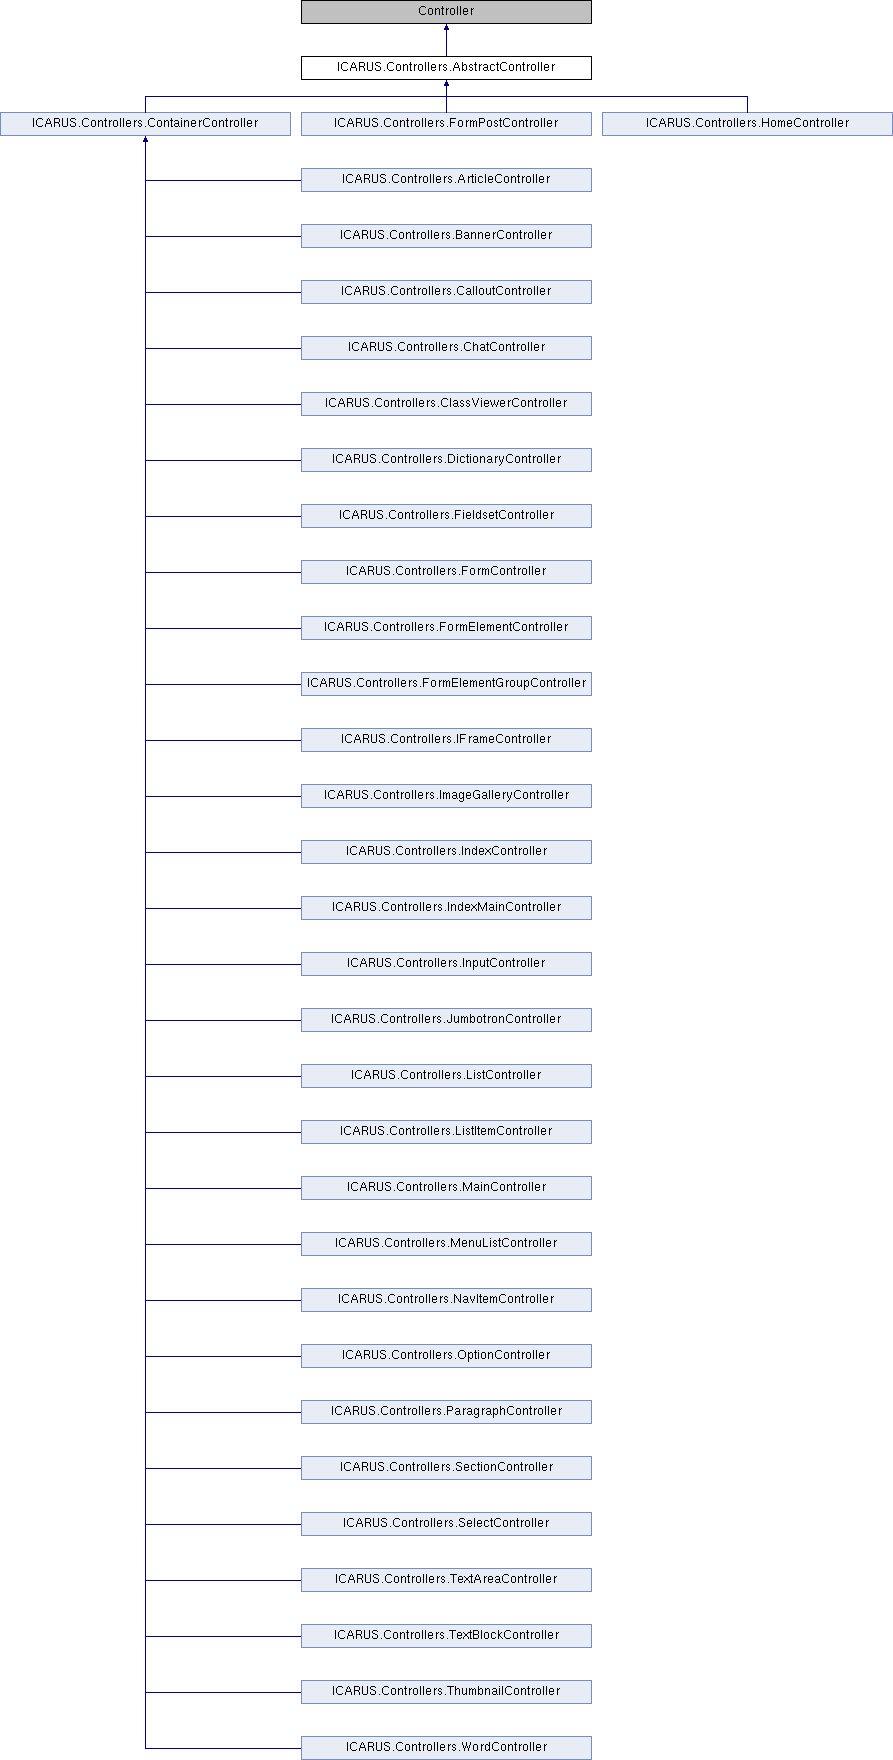 Controller
ICARUS.Controllers.AbstractController
ICARUS.Controllers.ContainerController
ICARUS.Controllers.FormPostController
ICARUS.Controllers.HomeController
ICARUS.Controllers.ArticleController
ICARUS.Controllers.BannerController
ICARUS.Controllers.CalloutController
ICARUS.Controllers.ChatController
ICARUS.Controllers.ClassViewerController
ICARUS.Controllers.DictionaryController
ICARUS.Controllers.FieldsetController
ICARUS.Controllers.FormController
ICARUS.Controllers.FormElementController
ICARUS.Controllers.FormElementGroupController
ICARUS.Controllers.IFrameController
ICARUS.Controllers.ImageGalleryController
ICARUS.Controllers.IndexController
ICARUS.Controllers.IndexMainController
ICARUS.Controllers.InputController
ICARUS.Controllers.JumbotronController
ICARUS.Controllers.ListController
ICARUS.Controllers.ListItemController
ICARUS.Controllers.MainController
ICARUS.Controllers.MenuListController
ICARUS.Controllers.NavItemController
ICARUS.Controllers.OptionController
ICARUS.Controllers.ParagraphController
ICARUS.Controllers.SectionController
ICARUS.Controllers.SelectController
ICARUS.Controllers.TextAreaController
ICARUS.Controllers.TextBlockController
ICARUS.Controllers.ThumbnailController
ICARUS.Controllers.WordController